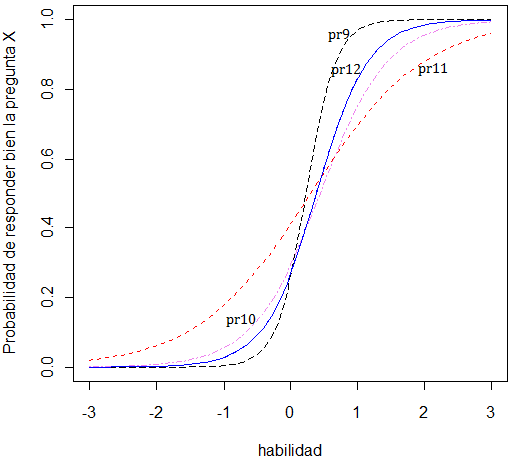 1.0
0.8
0.6
0.4
0.2
0.0
Probabilidad de responder bien la pregunta X
pr9
pr12
pr11
pr10
-3 -2 -1 0 1 2 3
habilidad